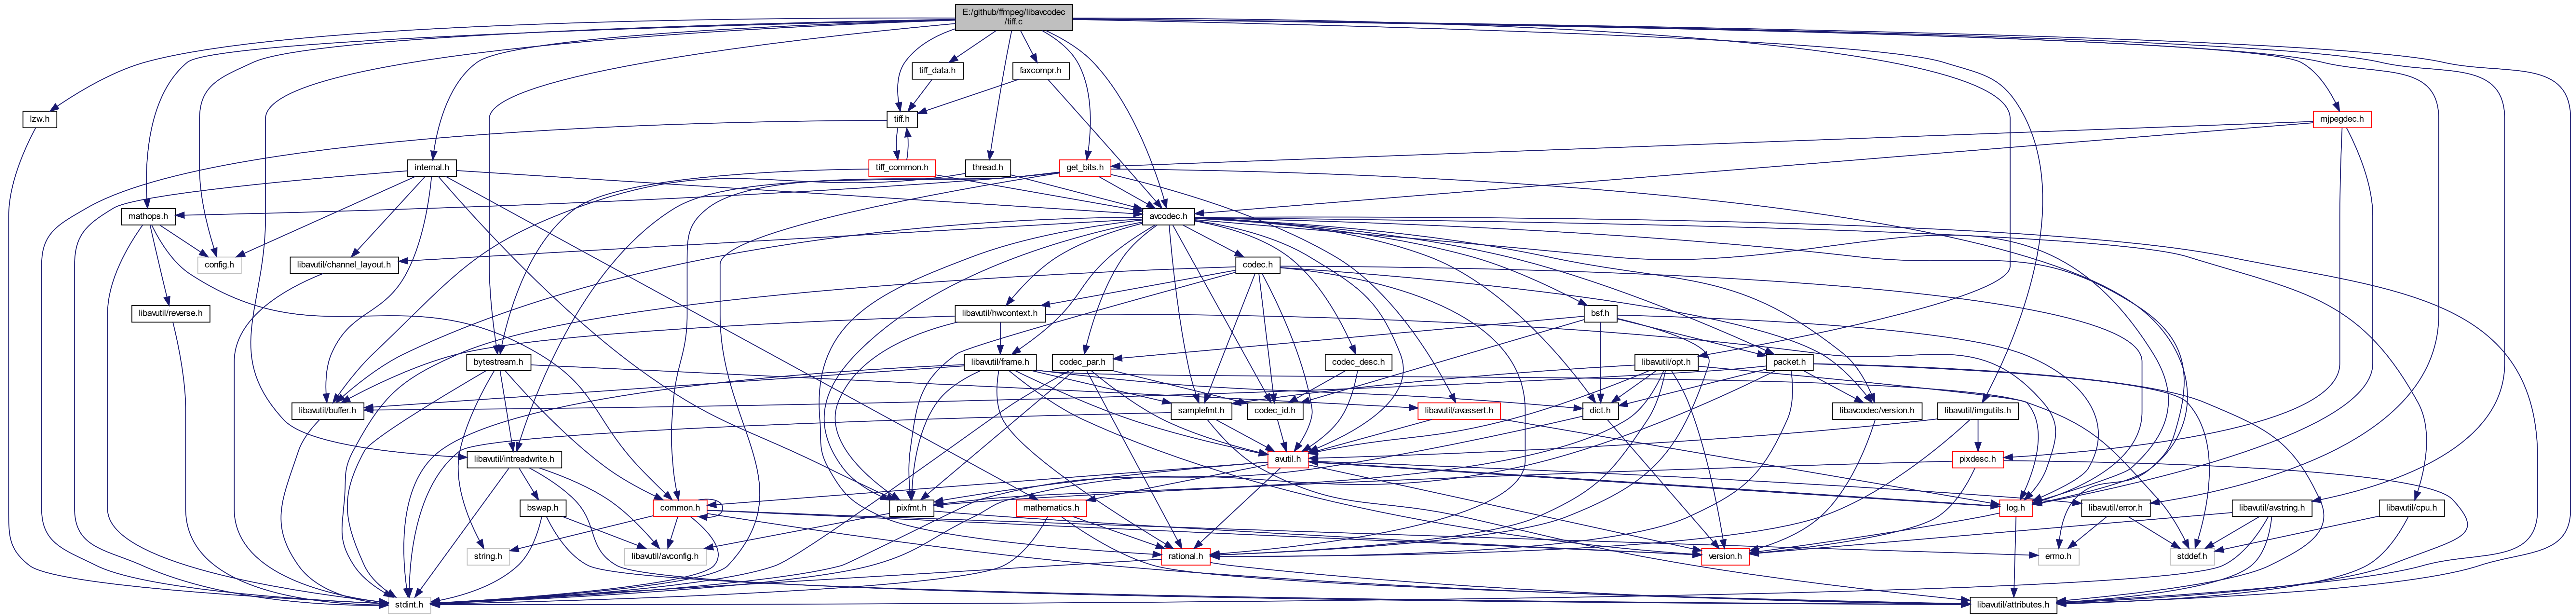 E:/github/ffmpeg/libavcodec
/tiff.c
tiff_data.h
faxcompr.h
lzw.h
tiff.h
mjpegdec.h
internal.h
tiff_common.h
thread.h
get_bits.h
mathops.h
avcodec.h
config.h
libavutil/channel_layout.h
codec.h
libavutil/reverse.h
libavutil/hwcontext.h
bsf.h
bytestream.h
libavutil/frame.h
codec_par.h
codec_desc.h
libavutil/opt.h
packet.h
libavutil/buffer.h
samplefmt.h
codec_id.h
libavutil/avassert.h
dict.h
libavcodec/version.h
libavutil/imgutils.h
libavutil/intreadwrite.h
avutil.h
pixdesc.h
bswap.h
common.h
pixfmt.h
mathematics.h
log.h
libavutil/error.h
libavutil/avstring.h
libavutil/cpu.h
string.h
libavutil/avconfig.h
rational.h
version.h
errno.h
stddef.h
stdint.h
libavutil/attributes.h